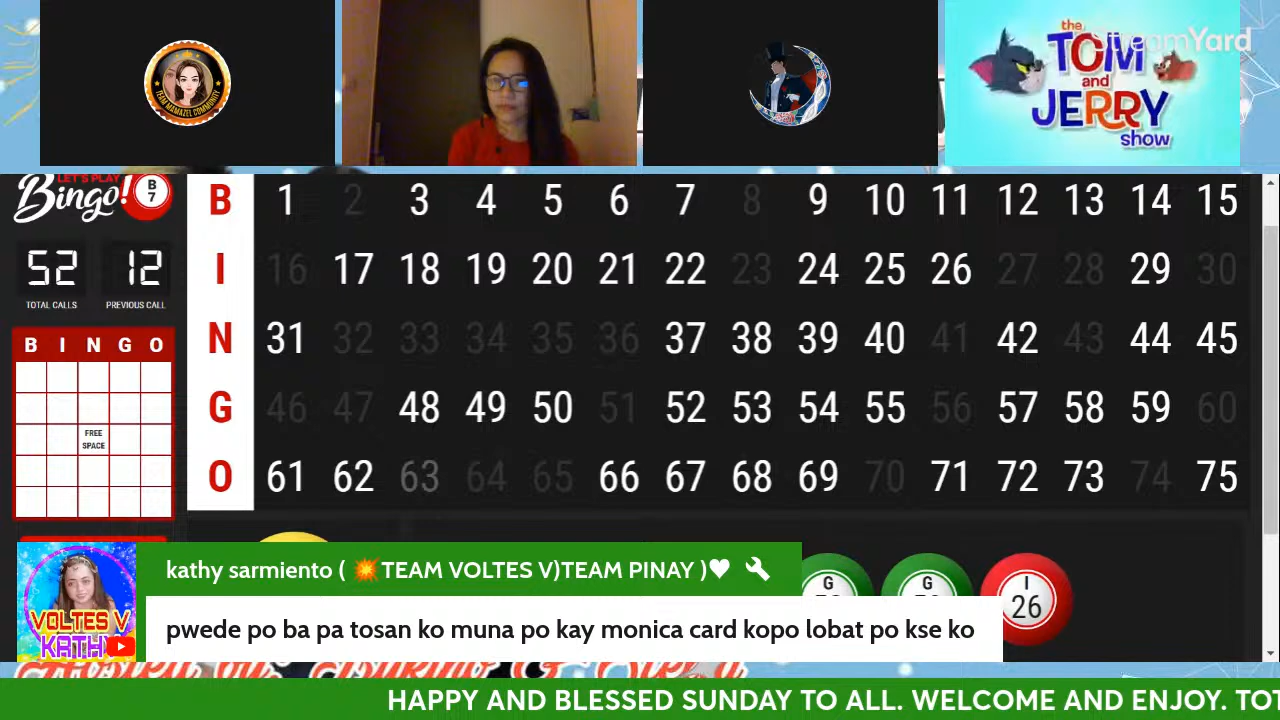 TEAM MAMAZEL COMMUNITY
the
TOM
and
JERRY
show
StreamYard
LET'S PLAY
Bingo!
B
7
52
12
TOTAL CALLS
PREVIOUS CALL
B I N G O
FREE
SPACE
B 1 2 3 4 5 6 7 8 9 10 11 12 13 14 15
I 16 17 18 19 20 21 22 23 24 25 26 27 28 29 30
N 31 32 33 34 35 36 37 38 39 40 41 42 43 44 45
G 46 47 48 49 50 51 52 53 54 55 56 57 58 59 60
O 61 62 63 64 65 66 67 68 69 70 71 72 73 74 75
G
G
I
26
VOLTES V
KATHY
kathy sarmiento ( 💥TEAM VOLTES V)TEAM PINAY )♥ 🔧
pwede po ba pa tosan ko muna po kay monica card kopo lobat po kse ko
HAPPY AND BLESSED SUNDAY TO ALL. WELCOME AND ENJOY. TOT